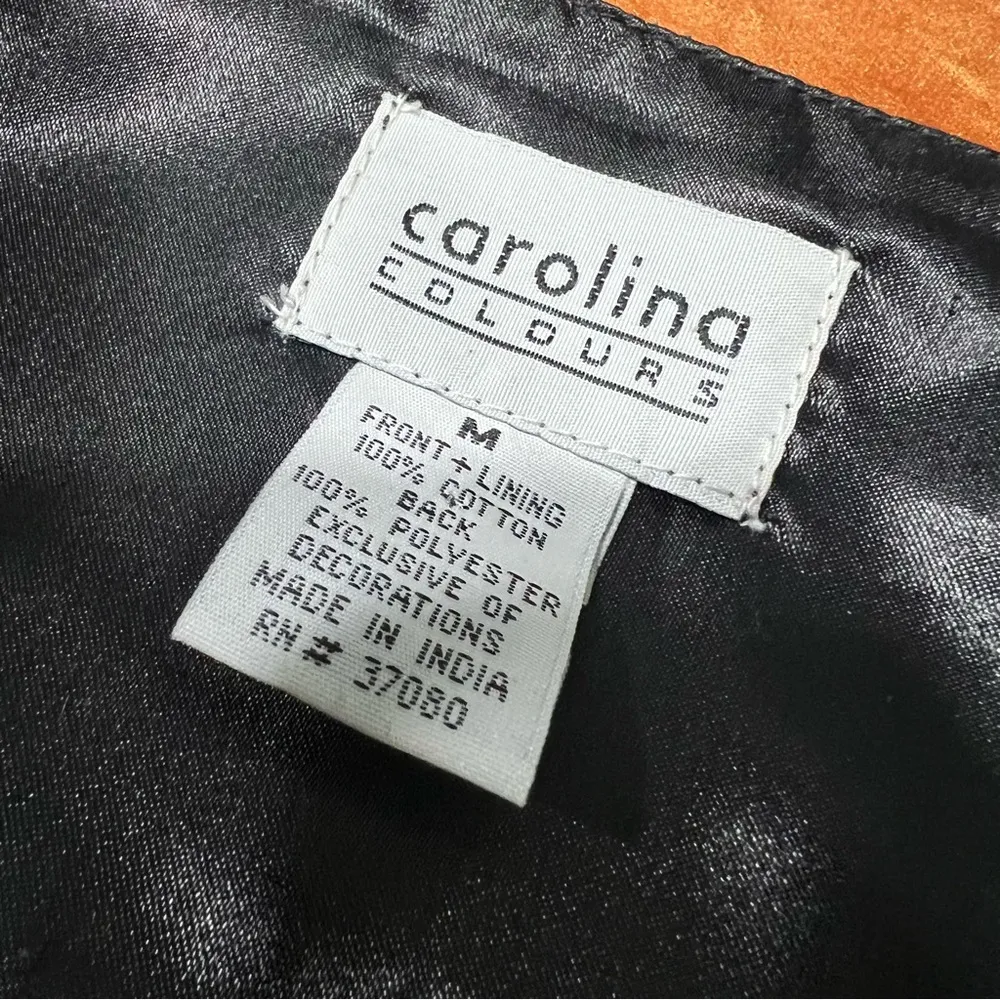 carolina
COLOURS
M
FRONT + LINING
100% COTTON
BACK
100% POLYESTER
EXCLUSIVE OF
DECORATIONS
MADE IN INDIA
RN # 37080